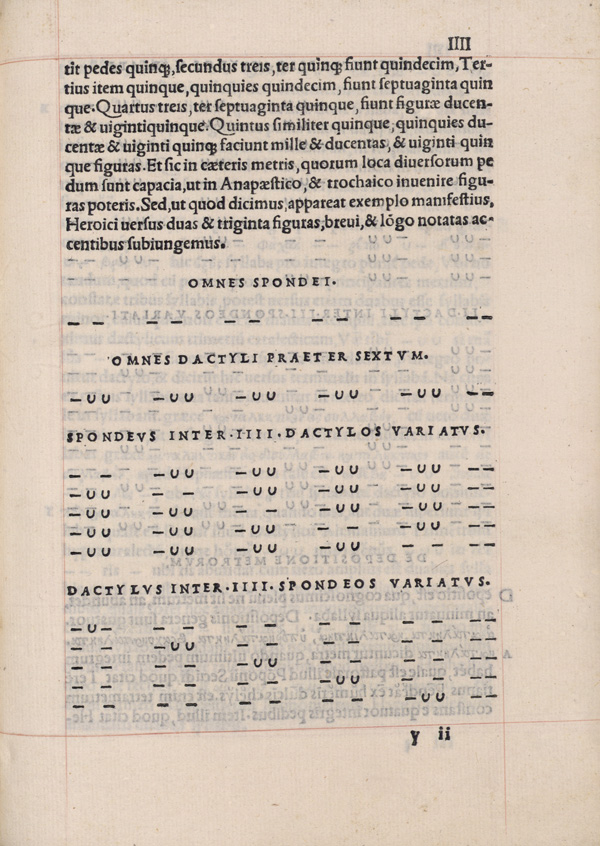 IIII
tit pedes quinq;, secundus treis, ter quinq; fiunt quindecim, Ter-
tius item quinque, quinquies quindecim, fiunt septuaginta quin
que. Quartus treis, ter septuaginta quinque, fiunt figuræ ducen-
tæ & uigintiquinque. Quintus similiter quinque, quinquies du-
centæ & uiginti quinq; faciunt mille & ducentas, & uiginti quin
que figuras. Et sic in cæteris metris, quorum loca diuersorum pe
dum sunt capacia, ut in Anapæstico, & trochaico inuenire figu-
ras poteris. Sed, ut quod dicimus, appareat exemplo manifestius,
Heroici uersus duas & triginta figuras, breui, & lõgo notatas ac-
centibus subiungemus.
OMNES SPONDEI.
— — — — — — — — — — — —
OMNES DACTYLI PRAETER SEXTVM.
— ∪ ∪ — ∪ ∪ — ∪ ∪ — ∪ ∪ — ∪ ∪ — —
SPONDEVS INTER .IIII. DACTYLOS VARIATVS.
— — — ∪ ∪ — ∪ ∪ — ∪ ∪ — ∪ ∪ — —
— ∪ ∪ — — — ∪ ∪ — ∪ ∪ — ∪ ∪ — —
— ∪ ∪ — ∪ ∪ — — — ∪ ∪ — ∪ ∪ — —
— ∪ ∪ — ∪ ∪ — ∪ ∪ — — — ∪ ∪ — —
— ∪ ∪ — ∪ ∪ — ∪ ∪ — ∪ ∪ — — — —
DACTYLVS INTER .IIII. SPONDEOS VARIATVS.
— ∪ — — — — — — — — — — —
— — — ∪ ∪ — — — — — — — —
— — — — — ∪ ∪ — — — — — —
— — — — — — — ∪ ∪ — — — —
— — — — — — — — — ∪ ∪ — —
y ii